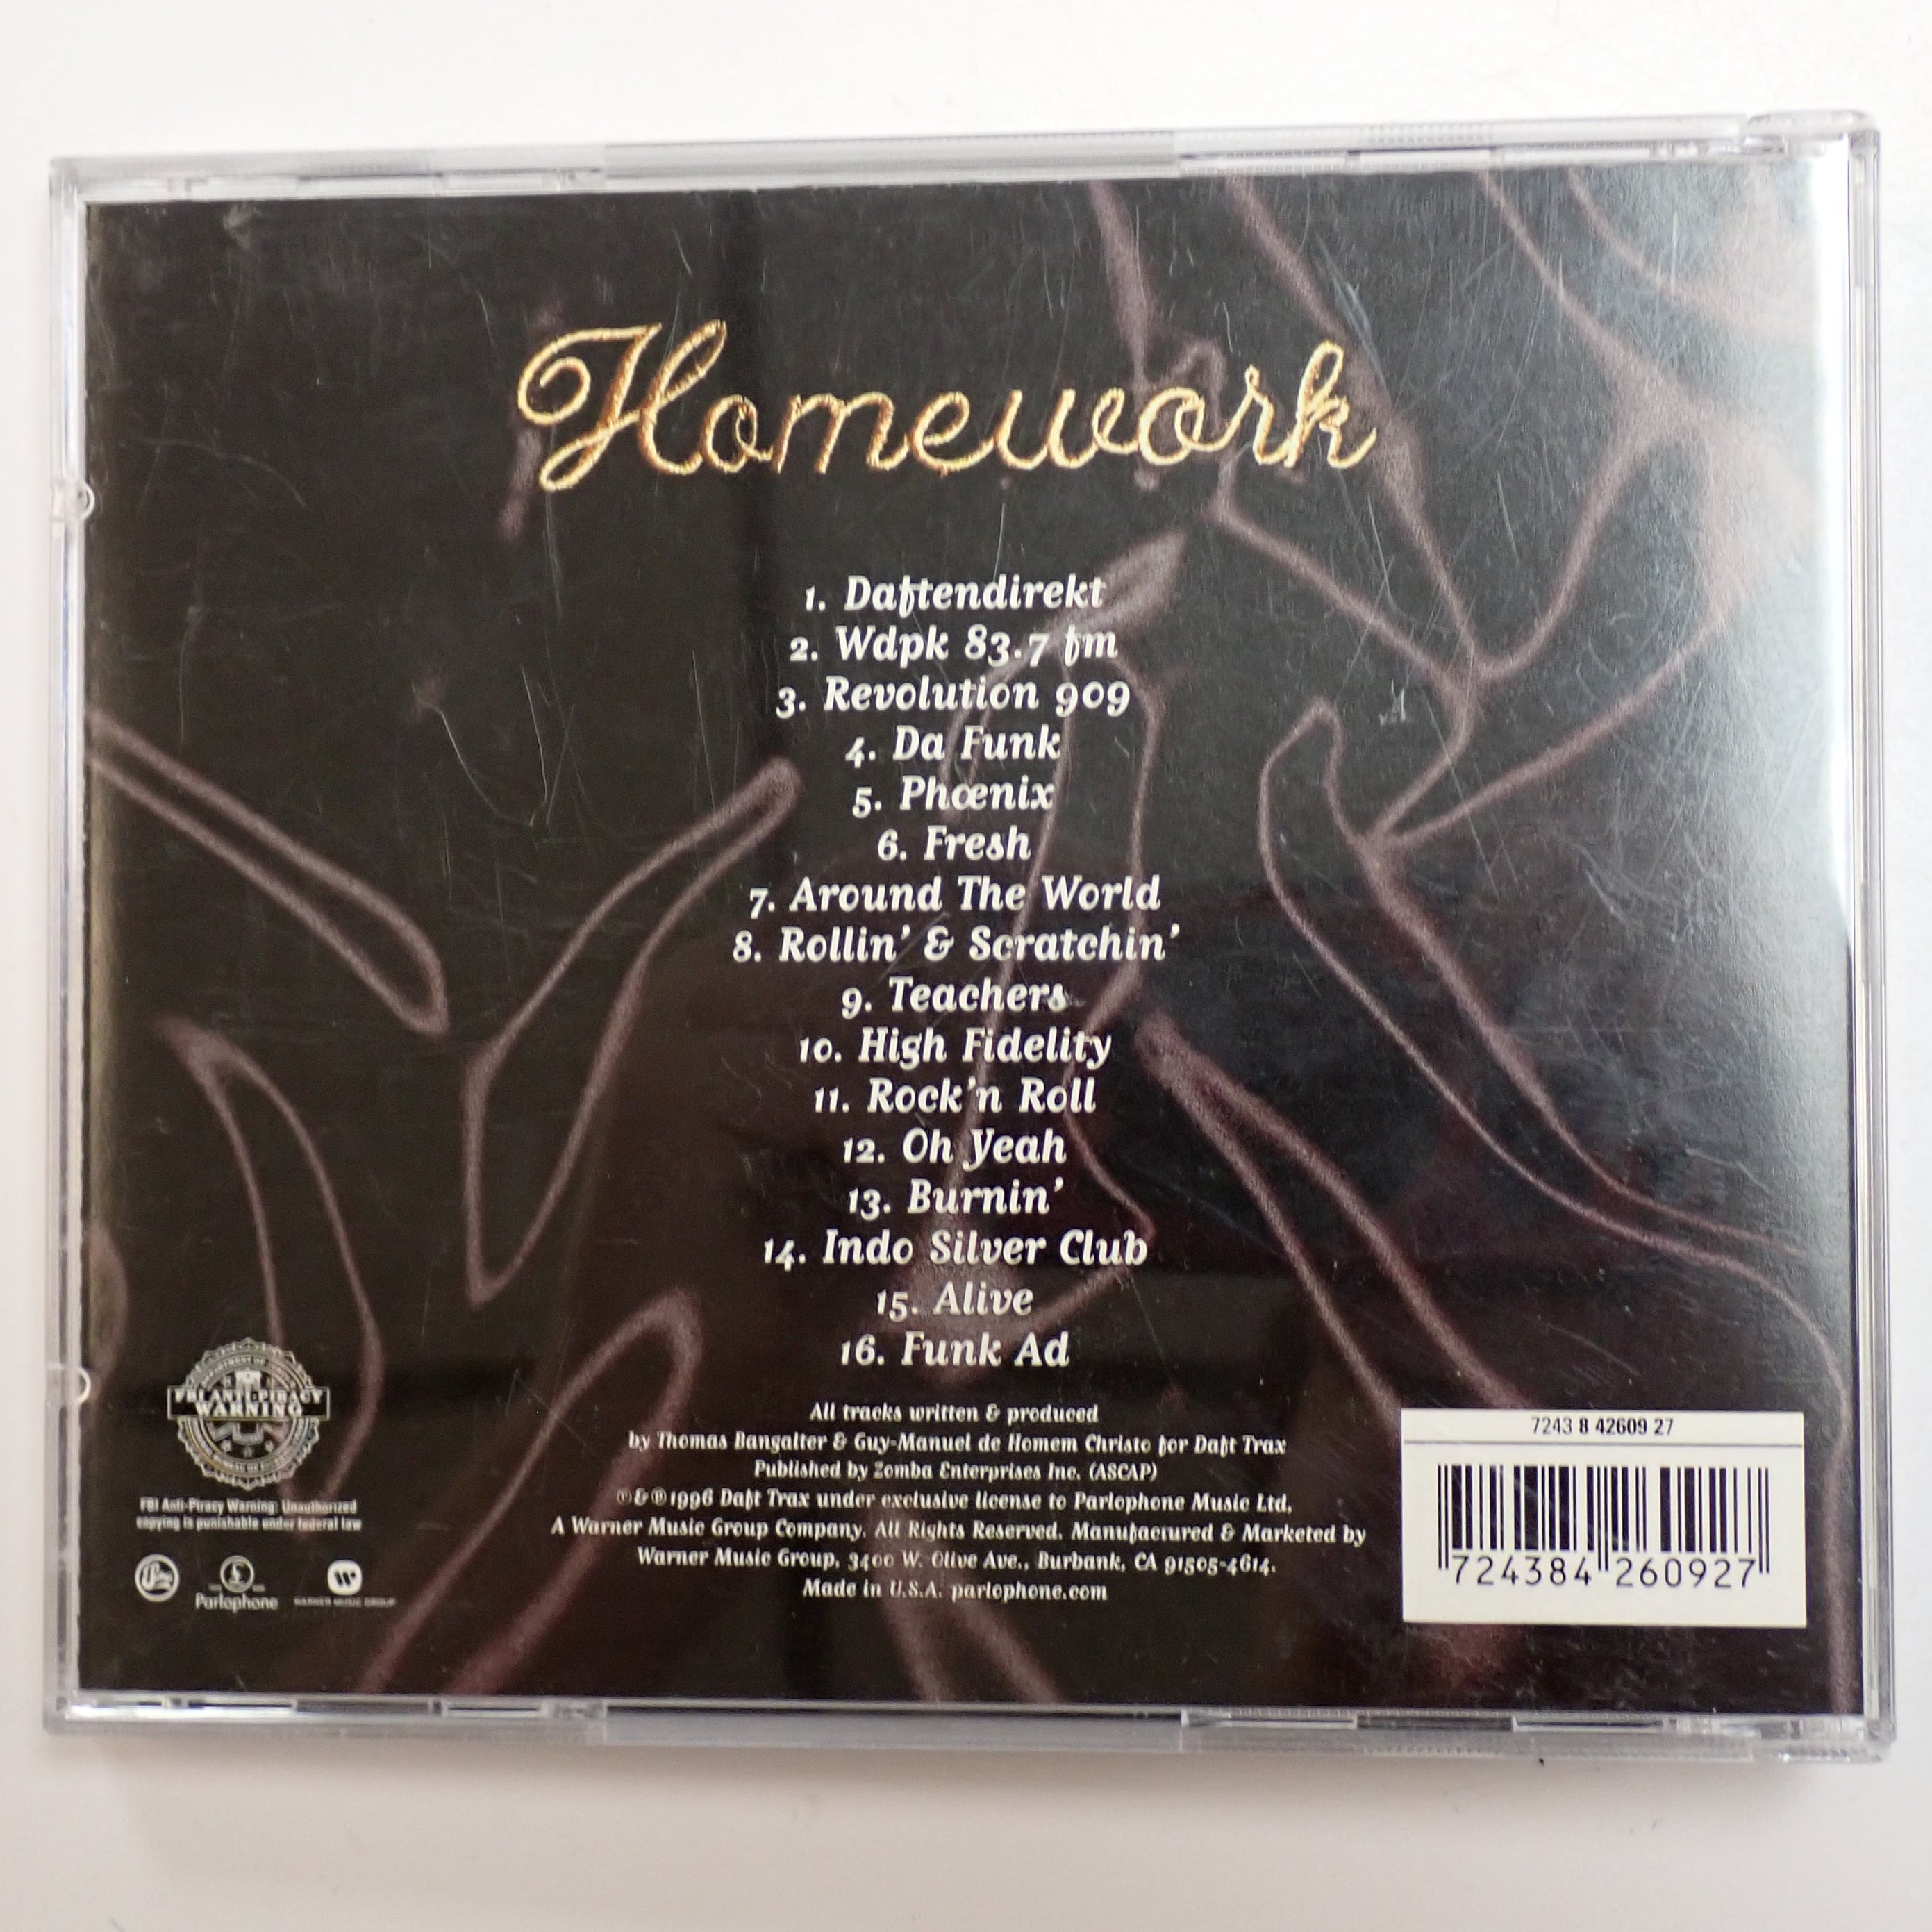 Homework
1. Daftendirekt
2. Wdpk 83.7 fm
3. Revolution 909
4. Da Funk
5. Phœnix
6. Fresh
7. Around The World
8. Rollin' & Scratchin'
9. Teachers
10. High Fidelity
11. Rock'n Roll
12. Oh Yeah
13. Burnin'
14. Indo Silver Club
15. Alive
16. Funk Ad
All tracks written & produced
by Thomas Bangalter & Guy-Manuel de Homem Christo for Daft Trax
Published by Zomba Enterprises Inc. (ASCAP)
©&℗1996 Daft Trax under exclusive license to Parlophone Music Ltd,
A Warner Music Group Company. All Rights Reserved. Manufactured & Marketed by
Warner Music Group, 3400 W. Olive Ave., Burbank, CA 91505-4614.
Made in U.S.A. parlophone.com
FBI ANTI-PIRACY
WARNING
FBI Anti-Piracy Warning: Unauthorized
copying is punishable under federal law
Parlophone
WARNER MUSIC GROUP
7243 8 42609 27
724384 260927